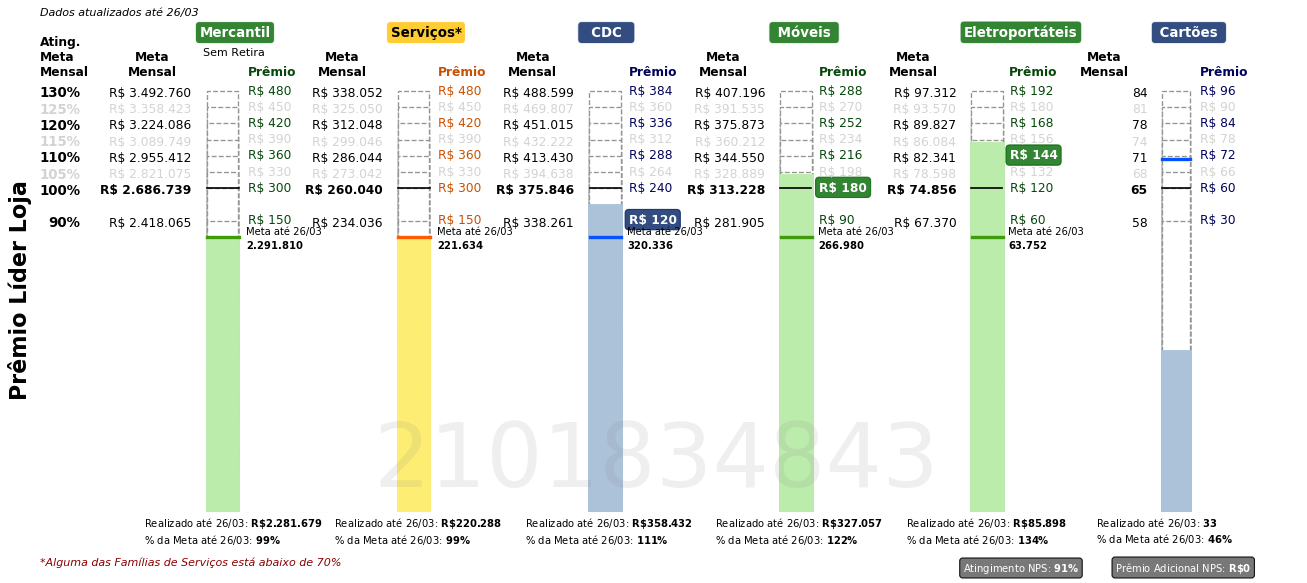 Dados atualizados até 26/03
Mercantil Serviços* CDC Móveis Eletroportáteis Cartões
Sem Retira
Ating. Meta Mensal Meta Mensal Prêmio Meta Mensal Prêmio Meta Mensal Prêmio Meta Mensal Prêmio Meta Mensal Prêmio Meta Mensal Prêmio
130% R$ 3.492.760 R$ 480 R$ 338.052 R$ 480 R$ 488.599 R$ 384 R$ 407.196 R$ 288 R$ 97.312 R$ 192 84 R$ 96
125% R$ 3.358.423 R$ 450 R$ 325.050 R$ 450 R$ 469.807 R$ 360 R$ 391.535 R$ 270 R$ 93.570 R$ 180 81 R$ 90
120% R$ 3.224.086 R$ 420 R$ 312.048 R$ 420 R$ 451.015 R$ 336 R$ 375.873 R$ 252 R$ 89.827 R$ 168 78 R$ 84
115% R$ 3.089.749 R$ 390 R$ 299.046 R$ 390 R$ 432.222 R$ 312 R$ 360.212 R$ 234 R$ 86.084 R$ 156 74 R$ 78
110% R$ 2.955.412 R$ 360 R$ 286.044 R$ 360 R$ 413.430 R$ 288 R$ 344.550 R$ 216 R$ 82.341 R$ 144 71 R$ 72
105% R$ 2.821.075 R$ 330 R$ 273.042 R$ 330 R$ 394.638 R$ 264 R$ 328.889 R$ 198 R$ 78.598 R$ 132 68 R$ 66
100% R$ 2.686.739 R$ 300 R$ 260.040 R$ 300 R$ 375.846 R$ 240 R$ 313.228 R$ 180 R$ 74.856 R$ 120 65 R$ 60
90% R$ 2.418.065 R$ 150 R$ 234.036 R$ 150 R$ 338.261 R$ 120 R$ 281.905 R$ 90 R$ 67.370 R$ 60 58 R$ 30
Meta até 26/03 Meta até 26/03 Meta até 26/03 Meta até 26/03 Meta até 26/03
2.291.810 221.634 320.336 266.980 63.752
Prêmio Líder Loja
2101834843
Realizado até 26/03: R$2.281.679 Realizado até 26/03: R$220.288 Realizado até 26/03: R$358.432 Realizado até 26/03: R$327.057 Realizado até 26/03: R$85.898 Realizado até 26/03: 33
% da Meta até 26/03: 99% % da Meta até 26/03: 99% % da Meta até 26/03: 111% % da Meta até 26/03: 122% % da Meta até 26/03: 134% % da Meta até 26/03: 46%
*Alguma das Famílias de Serviços está abaixo de 70%
Atingimento NPS: 91% Prêmio Adicional NPS: R$0